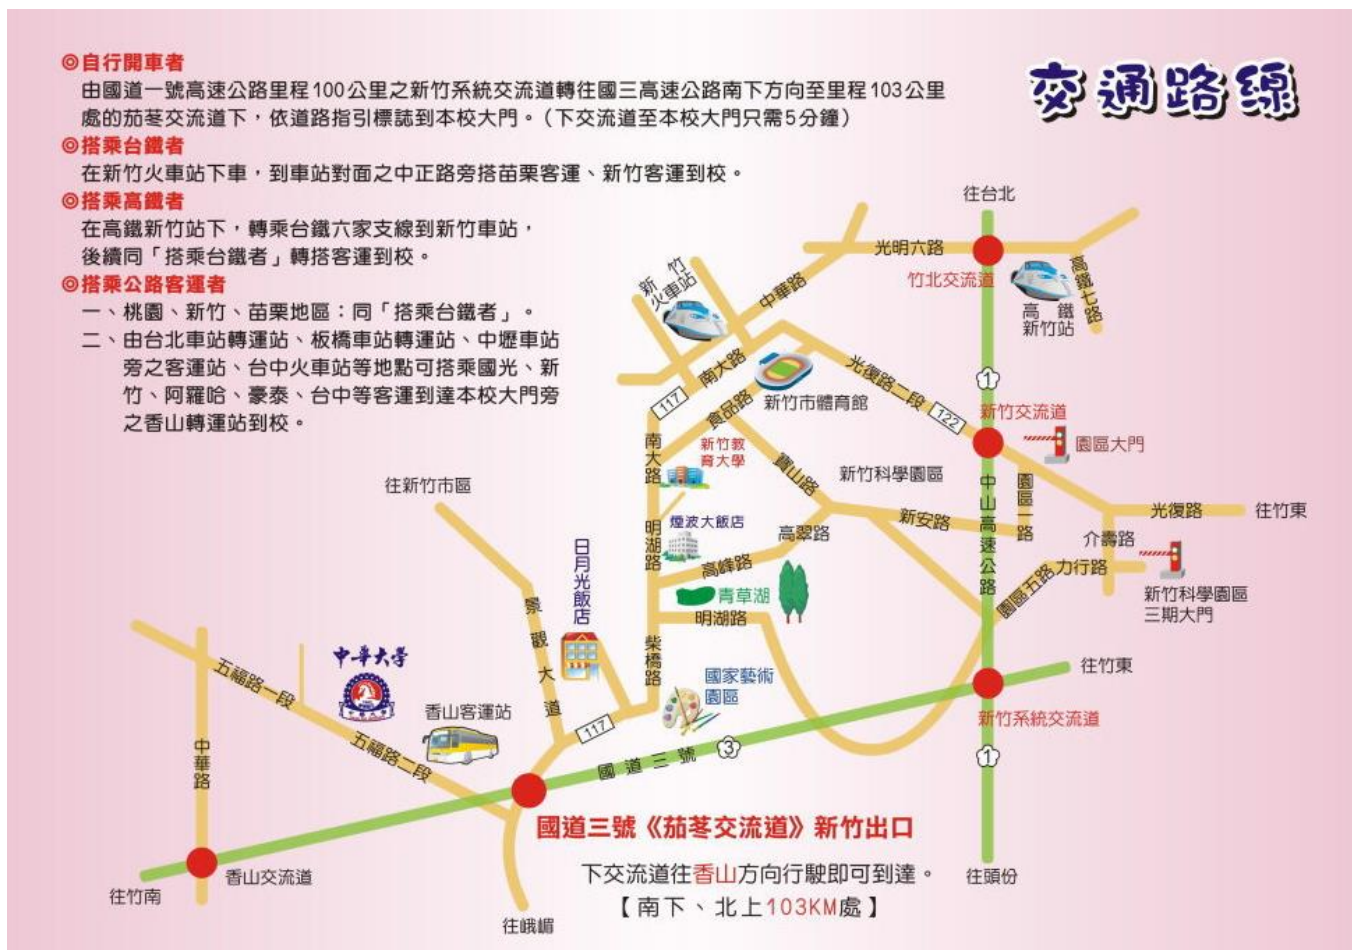 交通路線
◎自行開車者
由國道一號高速公路里程100公里之新竹系統交流道轉往國三高速公路南下方向至里程103公里
處的茄苳交流道下，依道路指引標誌到本校大門。(下交流道至本校大門只需5分鐘)
◎搭乘台鐵者
在新竹火車站下車，到車站對面之中正路旁搭苗栗客運、新竹客運到校。
◎搭乘高鐵者
在高鐵新竹站下，轉乘台鐵六家支線到新竹車站，
後續同「搭乘台鐵者」轉搭客運到校。
◎搭乘公路客運者
一、桃園、新竹、苗栗地區：同「搭乘台鐵者」。
二、由台北車站轉運站、板橋車站轉運站、中壢車站
旁之客運站、台中火車站等地點可搭乘國光、新
竹、阿羅哈、豪泰、台中等客運到達本校大門旁
之香山轉運站到校。
往台北
光明六路
竹北交流道
高鐵七路
高鐵
新竹站
新竹
火車站
中華路
南大路
117
食品路
新竹市體育館
光復路二段
122
1
新竹交流道
園區大門
南大路
新竹教
育大學
寶山路
新竹科學園區
中山高速公路
園區一路
光復路
往竹東
往新竹市區
新安路
介壽路
明湖路
煙波大飯店
高翠路
日月光飯店
高峰路
力行路
園區五路
新竹科學園區
三期大門
青草湖
明湖路
景觀大道
柴橋路
中華大學
五福路一段
國家藝術
園區
往竹東
香山客運站
新竹系統交流道
117
中華路
五福路二段
國道三號
3
1
國道三號《茄苳交流道》新竹出口
下交流道往香山方向行駛即可到達。
【南下、北上103KM處】
往頭份
香山交流道
往竹南
往峨嵋